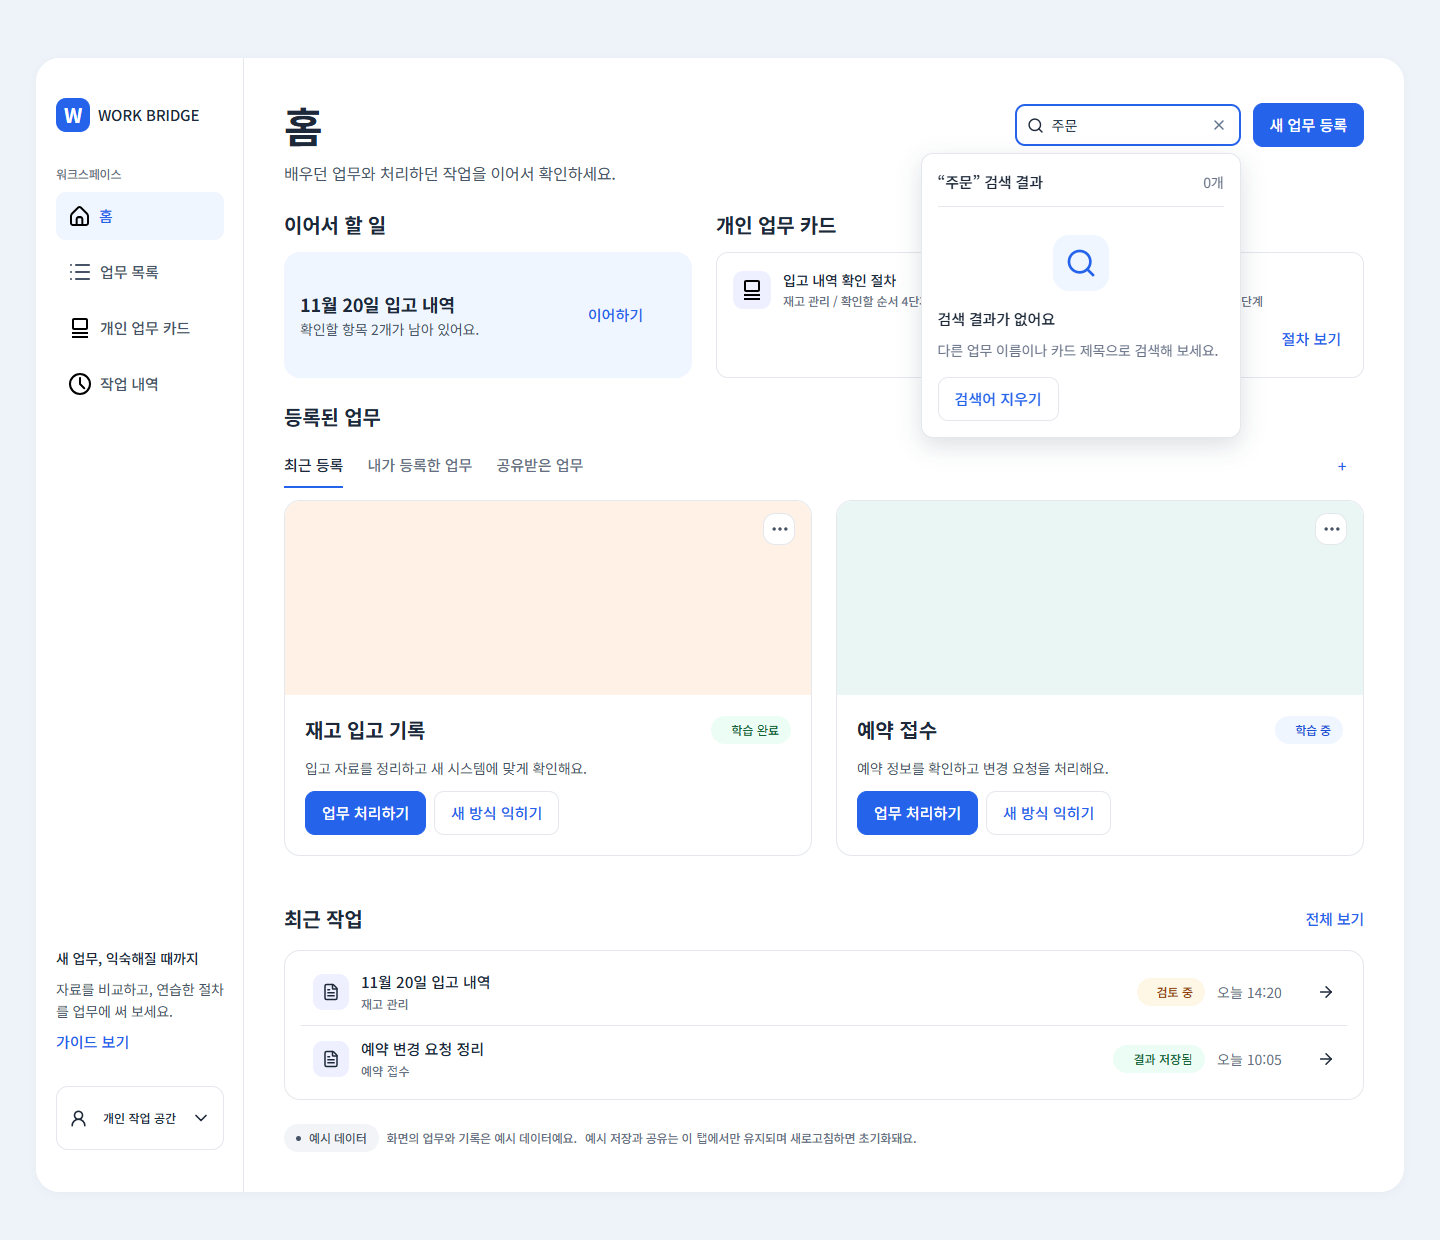 W WORK BRIDGE
워크스페이스
홈
업무 목록
개인 업무 카드
작업 내역
새 업무, 익숙해질 때까지
자료를 비교하고, 연습한 절차
를 업무에 써 보세요.
가이드 보기
개인 작업 공간
홈
배우던 업무와 처리하던 작업을 이어서 확인하세요.
주문
새 업무 등록
“주문” 검색 결과 0개
검색 결과가 없어요
다른 업무 이름이나 카드 제목으로 검색해 보세요.
검색어 지우기
이어서 할 일
11월 20일 입고 내역
확인할 항목 2개가 남아 있어요.
이어하기
개인 업무 카드
입고 내역 확인 절차
재고 관리 / 확인할 순서 4단
단계
절차 보기
등록된 업무
최근 등록 내가 등록한 업무 공유받은 업무 +
재고 입고 기록 학습 완료
입고 자료를 정리하고 새 시스템에 맞게 확인해요.
업무 처리하기 새 방식 익히기
예약 접수 학습 중
예약 정보를 확인하고 변경 요청을 처리해요.
업무 처리하기 새 방식 익히기
최근 작업 전체 보기
11월 20일 입고 내역
재고 관리
검토 중 오늘 14:20
예약 변경 요청 정리
예약 접수
결과 저장됨 오늘 10:05
예시 데이터 화면의 업무와 기록은 예시 데이터예요. 예시 저장과 공유는 이 탭에서만 유지되며 새로고침하면 초기화돼요.